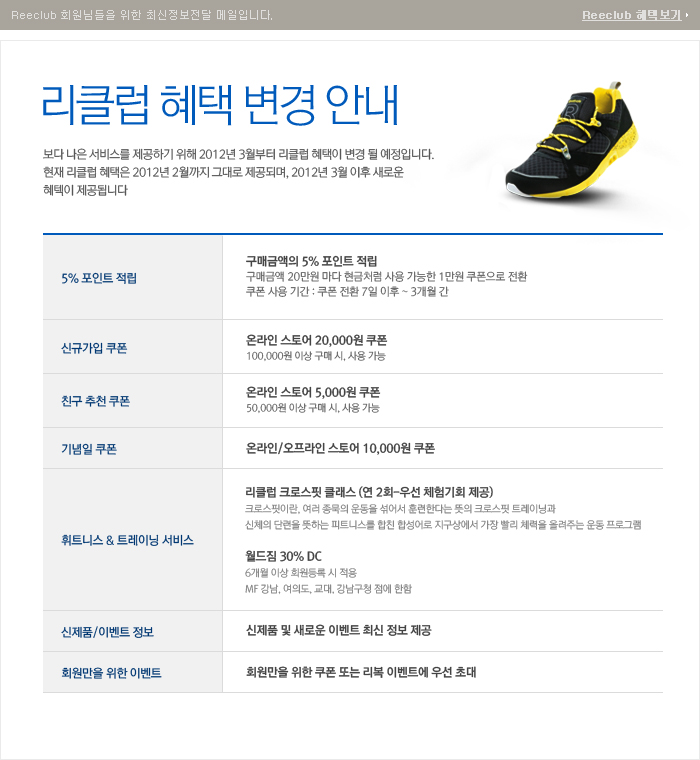 Reeclub 회원님들을 위한 최신정보전달 메일입니다.
Reeclub 혜택보기
리클럽 혜택 변경 안내
보다 나은 서비스를 제공하기 위해 2012년 3월부터 리클럽 혜택이 변경 될 예정입니다.
현재 리클럽 혜택은 2012년 2월까지 그대로 제공되며, 2012년 3월 이후 새로운
혜텍이 제공됩니다
5% 포인트 적립
구매금액의 5% 포인트 적립
구매금액 20만원 마다 현금처럼 사용 가능한 1만원 쿠폰으로 전환
쿠폰 사용 기간 : 쿠폰 전환 7일 이후 ~ 3개월 간
신규가입 쿠폰
온라인 스토어 20,000원 쿠폰
100,000원 이상 구매 시, 사용 가능
친구 추천 쿠폰
온라인 스토어 5,000원 쿠폰
50,000원 이상 구매 시, 사용 가능
기념일 쿠폰
온라인/오프라인 스토어 10,000원 쿠폰
휘트니스 & 트레이닝 서비스
리클럽 크로스핏 클래스 (연 2회-우선 체험기회 제공)
크로스핏이란, 여러 종목의 운동을 섞어서 훈련한다는 뜻의 크로스핏 트레이닝과
신체의 단련을 뜻하는 피트니스를 합친 합성어로 지구상에서 가장 빨리 체력을 올려주는 운동 프로그램
월드짐 30% DC
6개월 이상 회원등록 시 적용
MF 강남, 여의도, 교대, 강남구청 점에 한함
신제품/이벤트 정보
신제품 및 새로운 이벤트 최신 정보 제공
회원만을 위한 이벤트
회원만을 위한 쿠폰 또는 리복 이벤트에 우선 초대